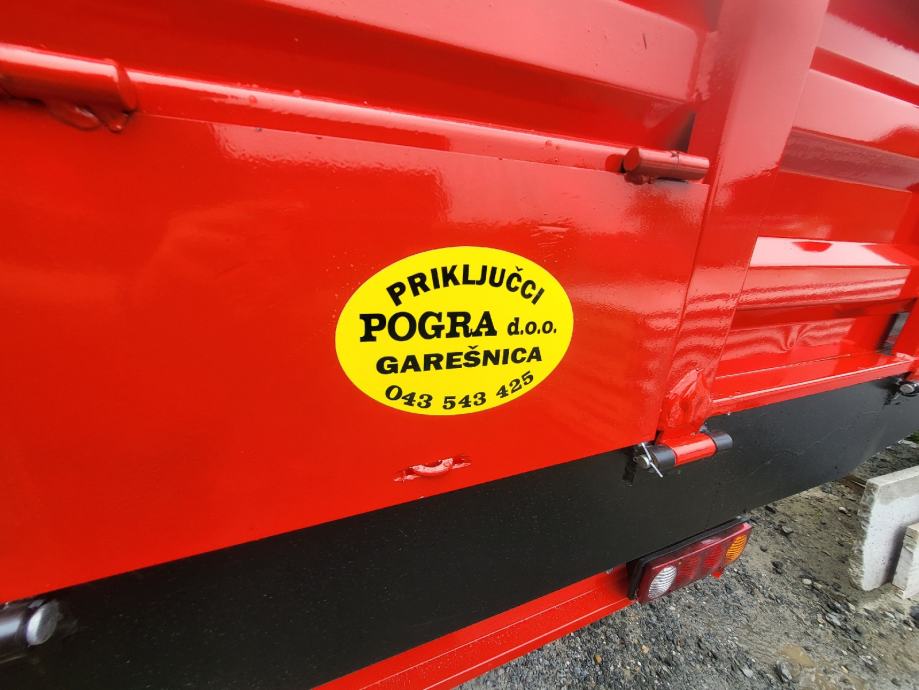 PRIKLJUČCI
POGRA d.o.o.
GAREŠNICA
043 543 425